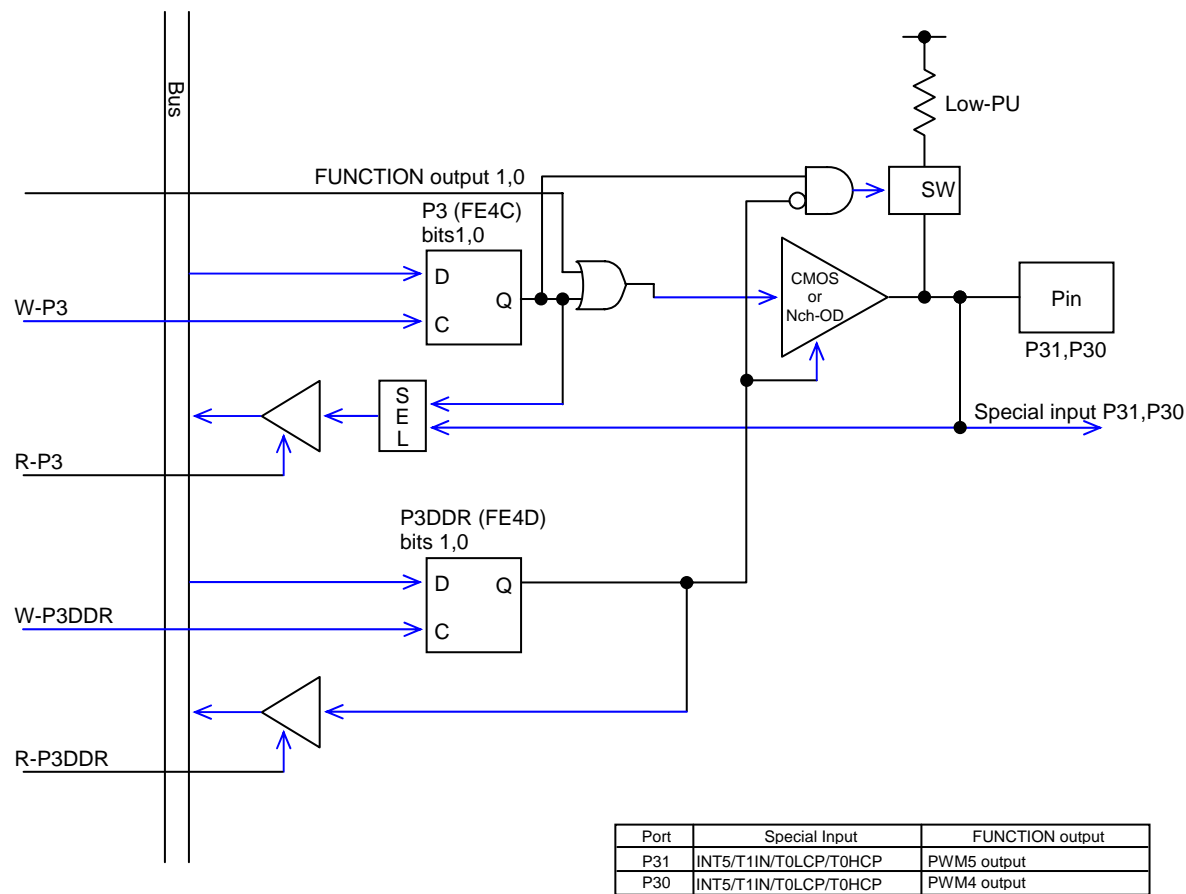 Bus
Low-PU
FUNCTION output 1,0
SW
P3 (FE4C)
bits1,0
D
Q
C
CMOS
or
Nch-OD
Pin
P31,P30
W-P3
S
E
L
Special input P31,P30
R-P3
P3DDR (FE4D)
bits 1,0
D
Q
C
W-P3DDR
R-P3DDR
Port Special Input FUNCTION output
P31 INT5/T1IN/T0LCP/T0HCP PWM5 output
P30 INT5/T1IN/T0LCP/T0HCP PWM4 output